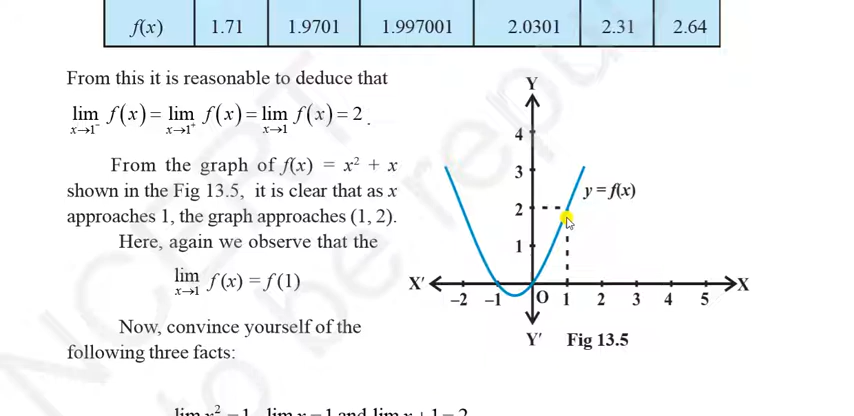 f(x) 1.71 1.9701 1.997001 2.0301 2.31 2.64
From this it is reasonable to deduce that
lim x→1⁻ f(x) = lim x→1⁺ f(x) = lim x→1 f(x) = 2 .
From the graph of f(x) = x² + x
shown in the Fig 13.5, it is clear that as x
approaches 1, the graph approaches (1, 2).
Here, again we observe that the
lim x→1 f(x) = f(1)
Now, convince yourself of the
following three facts:
Y
4
3
y = f(x)
2
1
X′ X
–2 –1 O 1 2 3 4 5
Y′ Fig 13.5